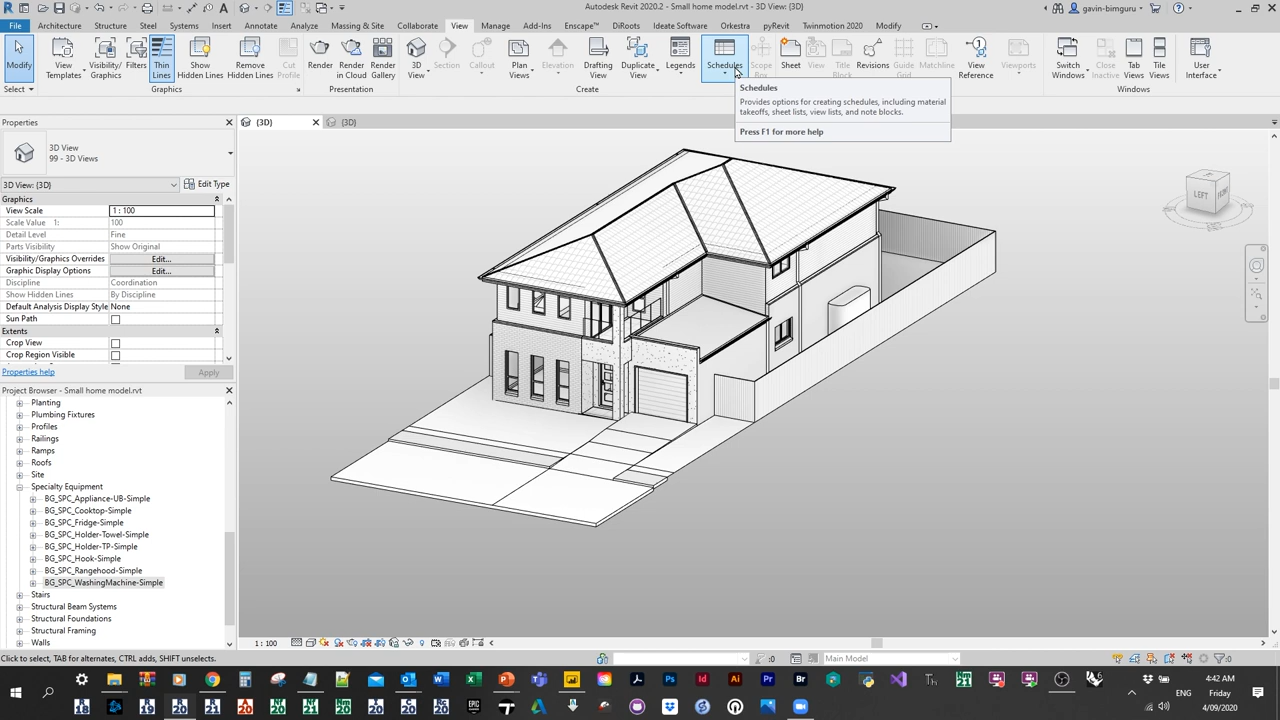 Autodesk Revit 2020.2 - Small home model.rvt - 3D View: {3D}
gavin-bimguru
File
Architecture
Structure
Steel
Systems
Insert
Annotate
Analyze
Massing & Site
Collaborate
View
Manage
Add-Ins
Enscape™
DiRoots
Ideate Software
Orkestra
pyRevit
Twinmotion 2020
Modify
Modify
View
Templates
Visibility/
Graphics
Filters
Thin
Lines
Show
Hidden Lines
Remove
Hidden Lines
Cut
Profile
Render
Render
in Cloud
Render
Gallery
3D
View
Section
Callout
Plan
Views
Elevation
Drafting
View
Duplicate
View
Legends
Schedules
Scope
Box
Sheet
View
Title
Block
Revisions
Guide
Grid
Matchline
View
Reference
Viewports
Switch
Windows
Close
Inactive
Tab
Views
Tile
Views
User
Interface
Select
Graphics
Presentation
Create
Windows
Schedules
Provides options for creating schedules, including material
takeoffs, sheet lists, view lists, and note blocks.
Press F1 for more help
Properties
{3D}
{3D}
3D View
99 - 3D Views
3D View: {3D}
Edit Type
Graphics
View Scale 1 : 100
Scale Value 1: 100
Detail Level Fine
Parts Visibility Show Original
Visibility/Graphics Overrides Edit...
Graphic Display Options Edit...
Discipline Coordination
Show Hidden Lines By Discipline
Default Analysis Display Style None
Sun Path
Extents
Crop View
Crop Region Visible
Properties help
Apply
Project Browser - Small home model.rvt
Planting
Plumbing Fixtures
Profiles
Railings
Ramps
Roofs
Site
Specialty Equipment
BG_SPC_Appliance-UB-Simple
BG_SPC_Cooktop-Simple
BG_SPC_Fridge-Simple
BG_SPC_Holder-Towel-Simple
BG_SPC_Holder-TP-Simple
BG_SPC_Hook-Simple
BG_SPC_Rangehood-Simple
BG_SPC_WashingMachine-Simple
Stairs
Structural Beam Systems
Structural Foundations
Structural Framing
Walls
LEFT
1 : 100
Click to select, TAB for alternates, CTRL adds, SHIFT unselects.
:0
Main Model
:0
4:42 AM
ENG
Friday
4/09/2020